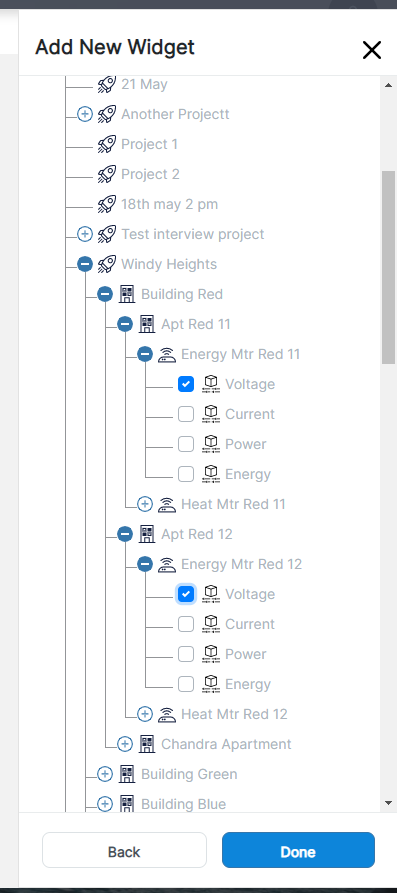 Add New Widget
21 May
Another Projectt
Project 1
Project 2
18th may 2 pm
Test interview project
Windy Heights
Building Red
Apt Red 11
Energy Mtr Red 11
Voltage
Current
Power
Energy
Heat Mtr Red 11
Apt Red 12
Energy Mtr Red 12
Voltage
Current
Power
Energy
Heat Mtr Red 12
Chandra Apartment
Building Green
Building Blue
Back Done